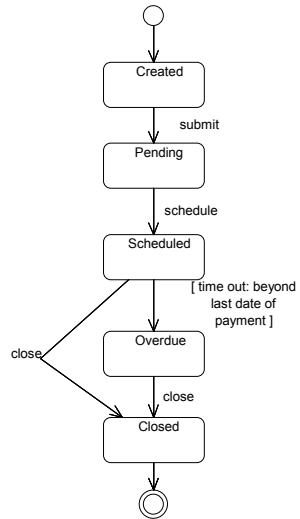 Created
submit
Pending
schedule
Scheduled
[ time out: beyond
last date of
payment ]
Overdue
close
close
Closed